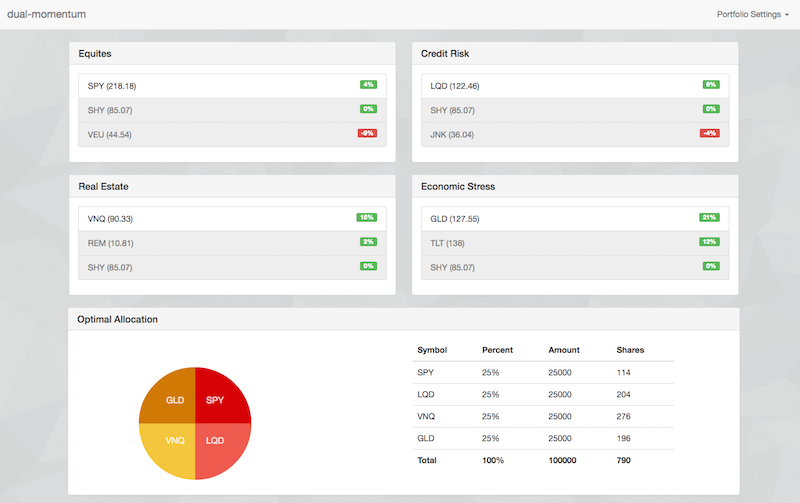 dual-momentum
Portfolio Settings
Equites
SPY (218.18) 4%
SHY (85.07) 0%
VEU (44.54) -9%
Credit Risk
LQD (122.46) 6%
SHY (85.07) 0%
JNK (36.04) -4%
Real Estate
VNQ (90.33) 15%
REM (10.81) 2%
SHY (85.07) 0%
Economic Stress
GLD (127.55) 21%
TLT (138) 12%
SHY (85.07) 0%
Optimal Allocation
GLD SPY
VNQ LQD
Symbol Percent Amount Shares
SPY 25% 25000 114
LQD 25% 25000 204
VNQ 25% 25000 276
GLD 25% 25000 196
Total 100% 100000 790